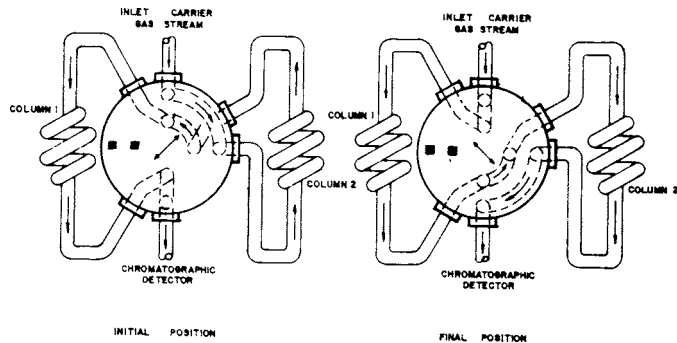 INLET CARRIER
GAS STREAM
COLUMN 1
COLUMN 2
CHROMATOGRAPHIC
DETECTOR
INITIAL POSITION
INLET CARRIER
GAS STREAM
COLUMN 1
COLUMN 2
CHROMATOGRAPHIC
DETECTOR
FINAL POSITION